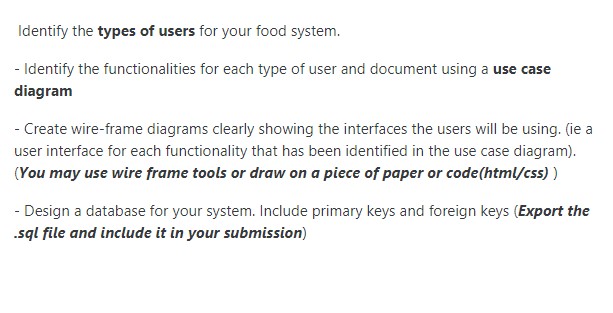 Identify the types of users for your food system.
- Identify the functionalities for each type of user and document using a use case
diagram
- Create wire-frame diagrams clearly showing the interfaces the users will be using. (ie a
user interface for each functionality that has been identified in the use case diagram).
(You may use wire frame tools or draw on a piece of paper or code(html/css) )
- Design a database for your system. Include primary keys and foreign keys (Export the
.sql file and include it in your submission)